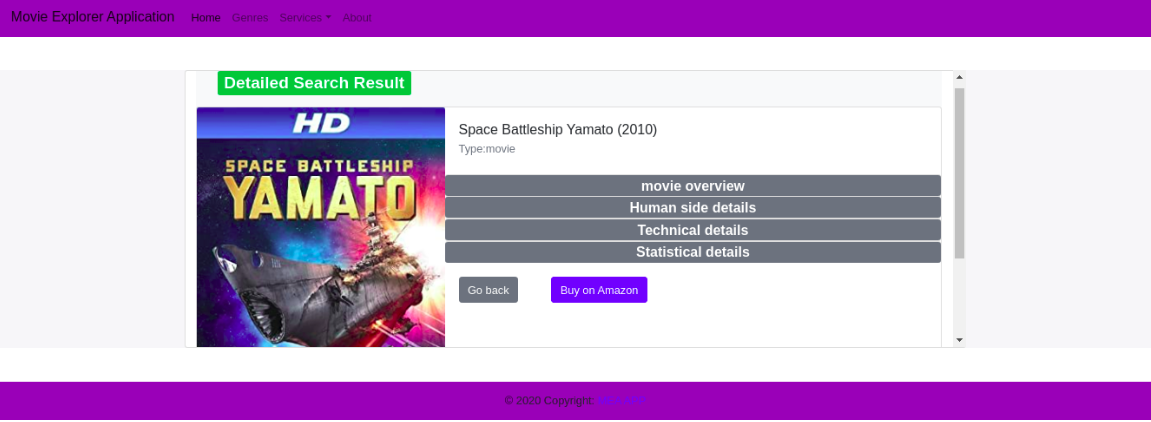 Movie Explorer Application Home Genres Services About
Detailed Search Result
HD
SPACE BATTLESHIP
YAMATO
Space Battleship Yamato (2010)
Type:movie
movie overview
Human side details
Technical details
Statistical details
Go back Buy on Amazon
© 2020 Copyright: